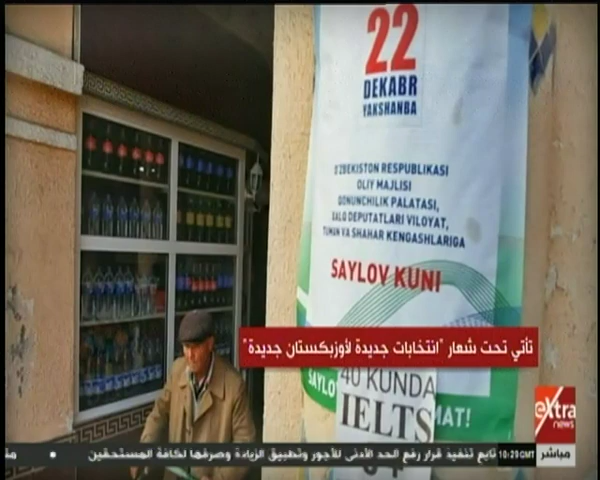 22
DEKABR
YAKSHANBA
O'ZBEKISTON RESPUBLIKASI
OLIY MAJLISI
QONUNCHILIK PALATASI,
XALQ DEPUTATLARI VILOYAT,
TUMAN VA SHAHAR KENGASHLARIGA
SAYLOV KUNI
تأتي تحت شعار "انتخابات جديدة لأوزبكستان جديدة"
SAYLO
MAT!
40 KUNDA
IELTS
extra
news
مباشر
10:29 GMT
تابع تنفيذ قرار رفع الحد الأدنى للأجور وتطبيق الزيادة وصرفها لكافة المستحقين